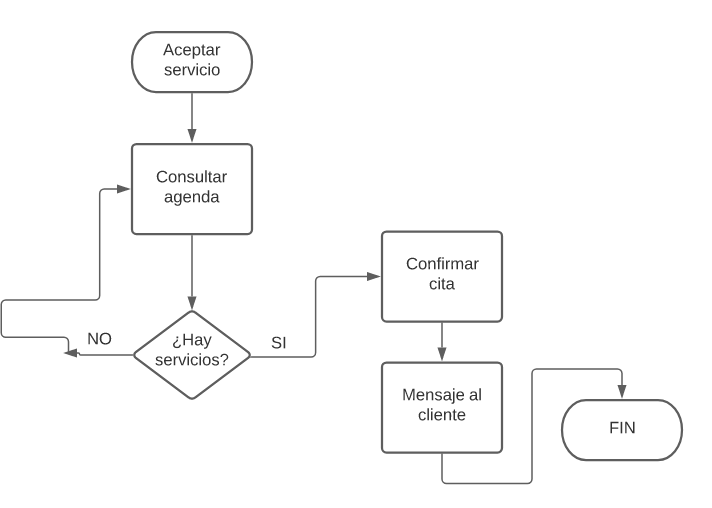 Aceptar
servicio
Consultar
agenda
¿Hay
servicios?
NO
SI
Confirmar
cita
Mensaje al
cliente
FIN